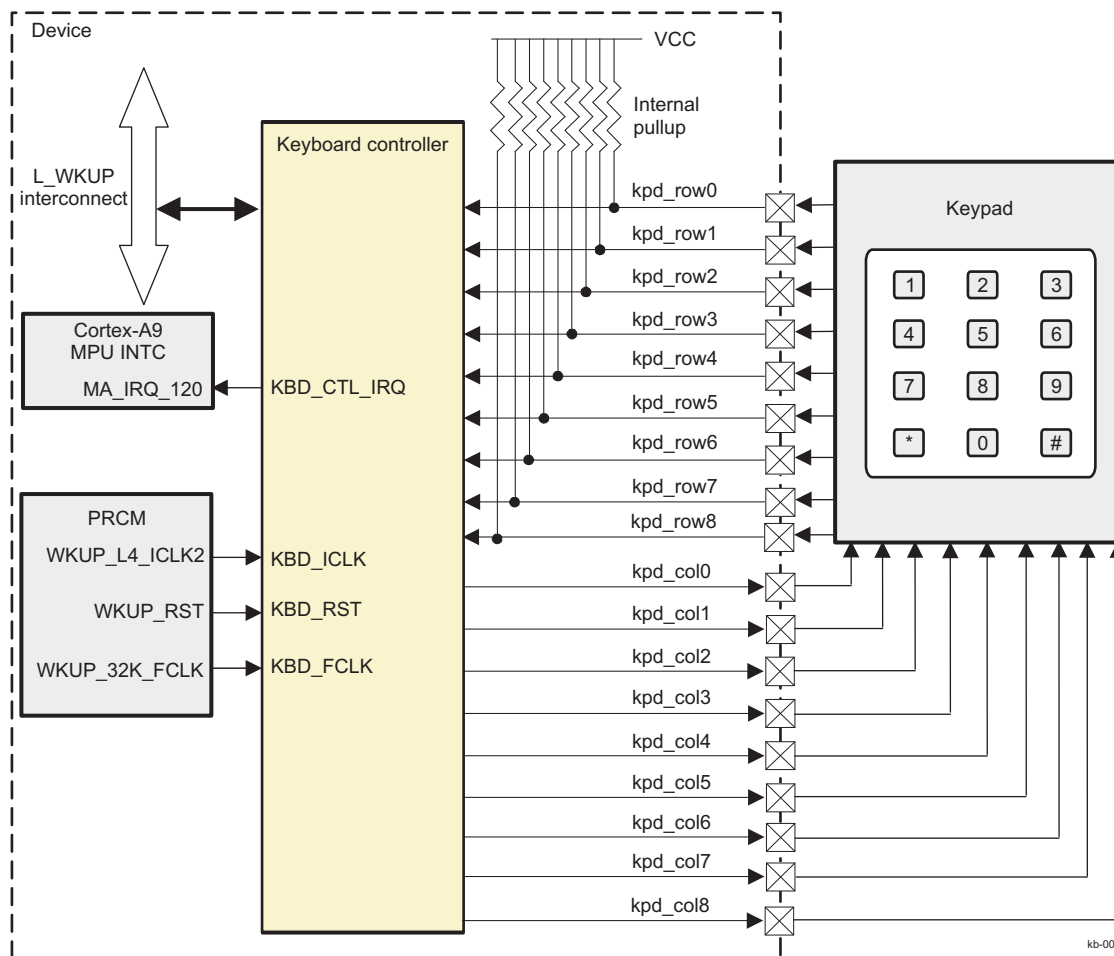 Device
VCC
Internal
pullup
Keyboard controller
L_WKUP
interconnect
Cortex-A9
MPU INTC
MA_IRQ_120
KBD_CTL_IRQ
PRCM
WKUP_L4_ICLK2
KBD_ICLK
WKUP_RST
KBD_RST
WKUP_32K_FCLK
KBD_FCLK
kpd_row0
kpd_row1
kpd_row2
kpd_row3
kpd_row4
kpd_row5
kpd_row6
kpd_row7
kpd_row8
kpd_col0
kpd_col1
kpd_col2
kpd_col3
kpd_col4
kpd_col5
kpd_col6
kpd_col7
kpd_col8
Keypad
1 2 3
4 5 6
7 8 9
* 0 #
kb-00